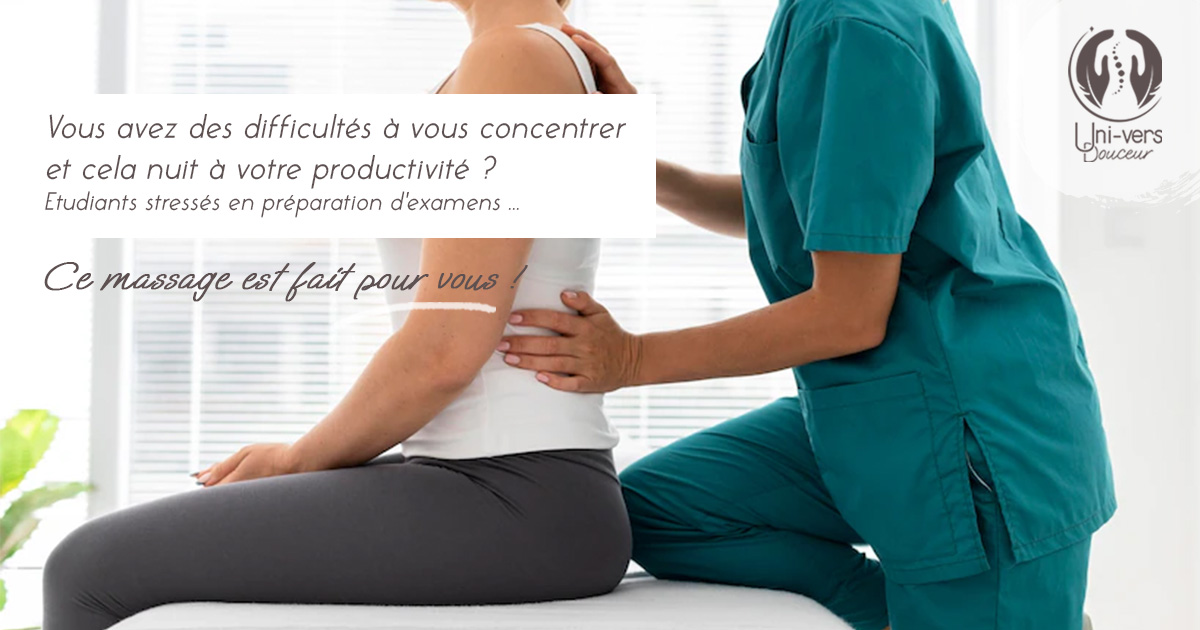 Vous avez des difficultés à vous concentrer
et cela nuit à votre productivité ?
Etudiants stressés en préparation d'examens ...
Ce massage est fait pour vous !
Uni-vers
Douceur